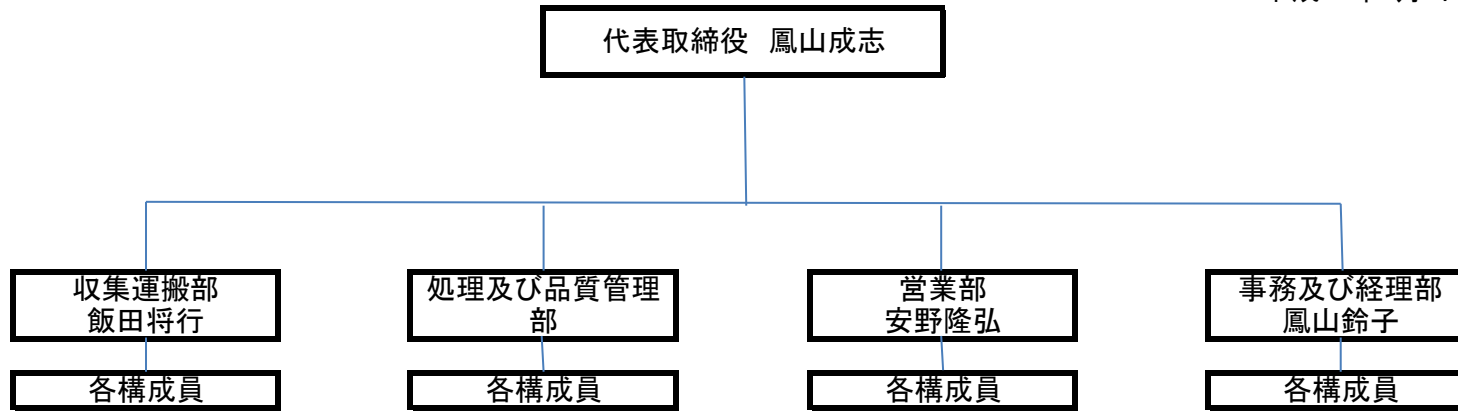 代表取締役 鳳山成志
収集運搬部
飯田将行
処理及び品質管理
部
営業部
安野隆弘
事務及び経理部
鳳山鈴子
各構成員
各構成員
各構成員
各構成員